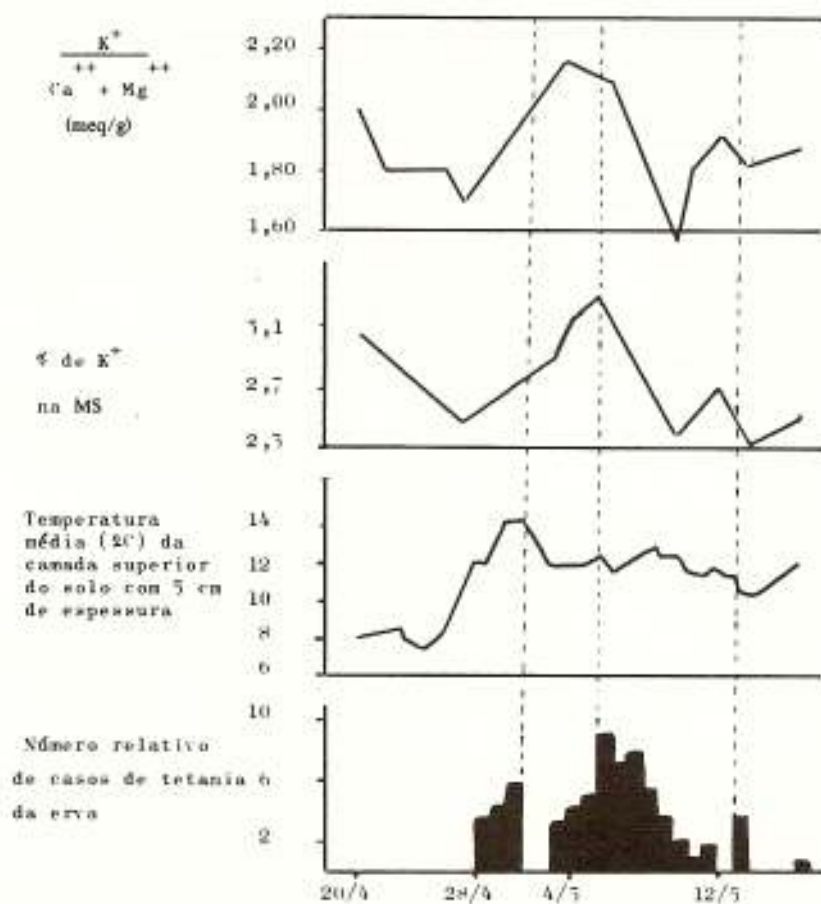 K+
++ ++
Ca + Mg
(meq/g)
2,20
2,00
1,80
1,60
% de K+
na MS
3,1
2,7
2,3
Temperatura
média (ºC) da
camada superior
do solo com 5 cm
de espessura
14
12
10
8
6
Número relativo
de casos de tetania
da erva
10
6
2
20/4
28/4
4/5
12/5